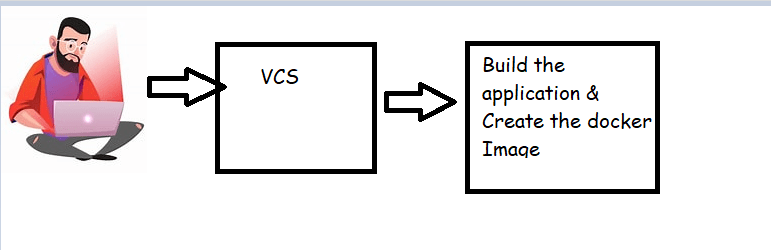 VCS
Build the
application &
Create the docker
Image